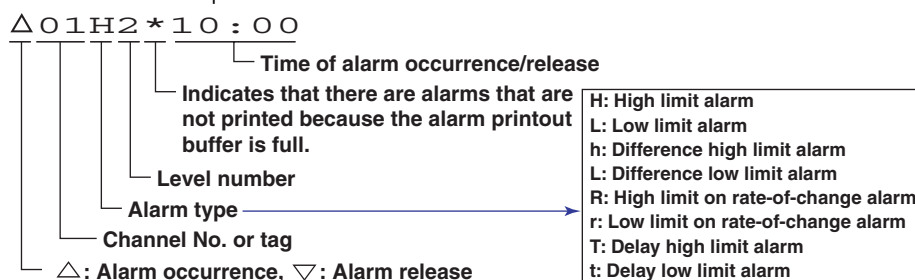 △01H2*10:00
Time of alarm occurrence/release
Indicates that there are alarms that are
not printed because the alarm printout
buffer is full.
Level number
Alarm type
Channel No. or tag
△: Alarm occurrence, ▽: Alarm release
H: High limit alarm
L: Low limit alarm
h: Difference high limit alarm
L: Difference low limit alarm
R: High limit on rate-of-change alarm
r: Low limit on rate-of-change alarm
T: Delay high limit alarm
t: Delay low limit alarm